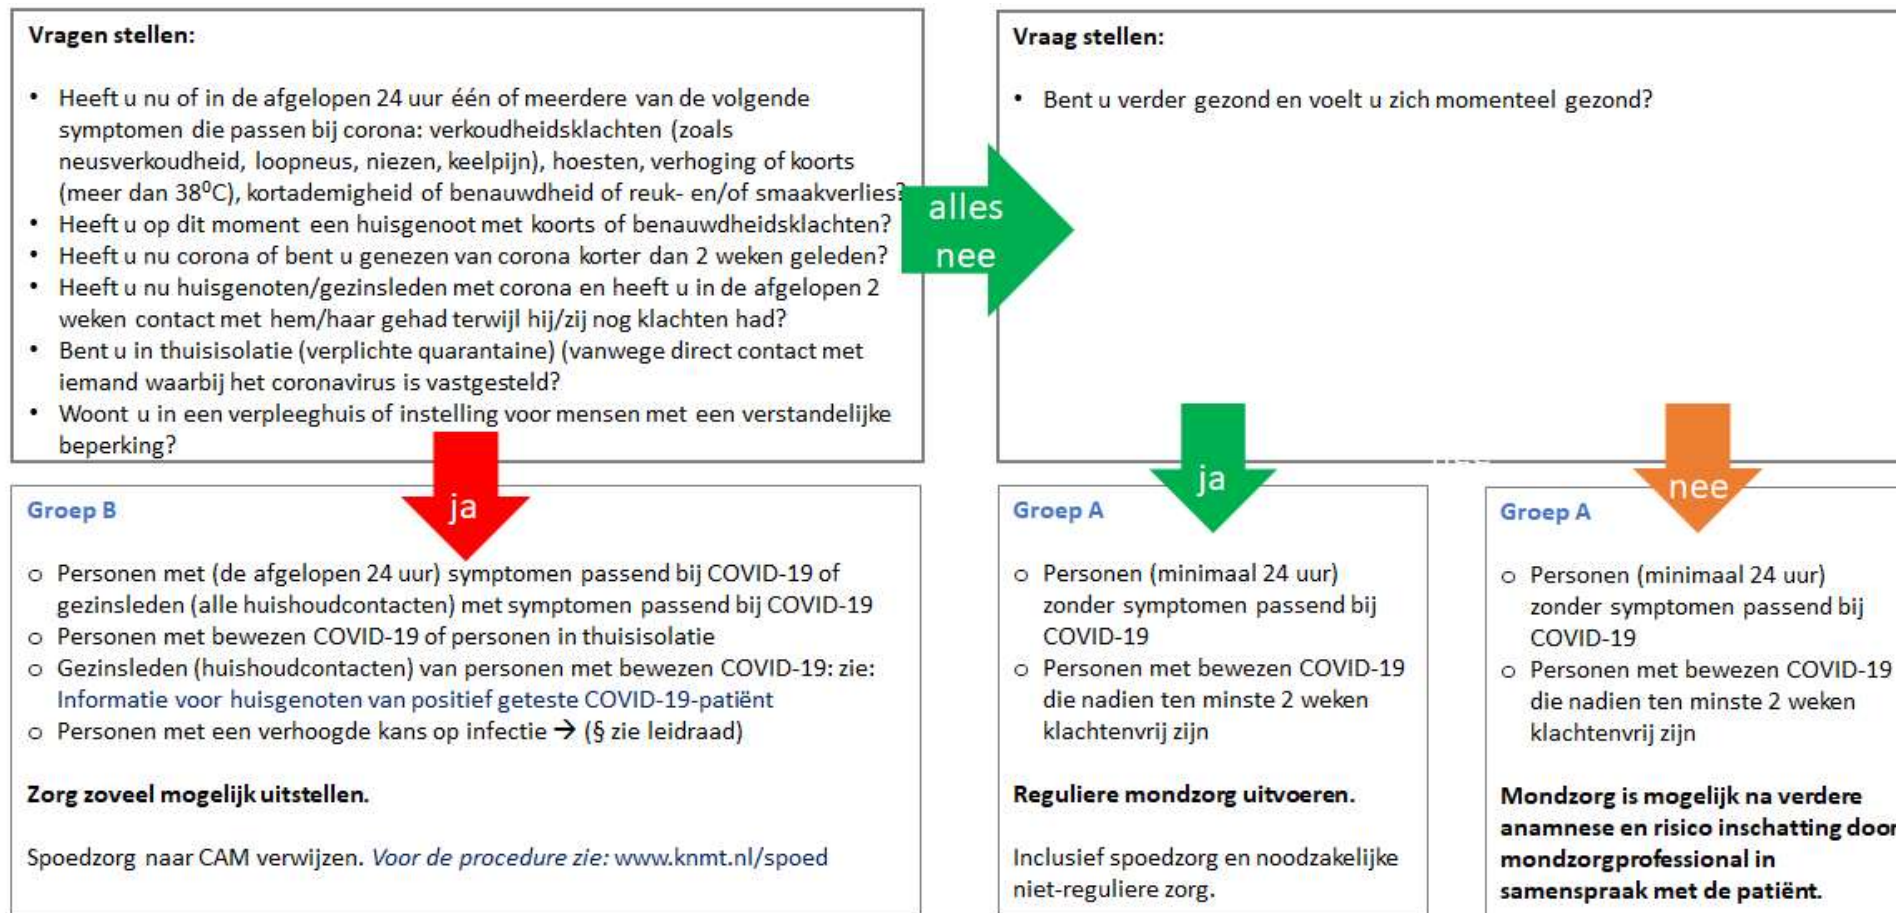 Vragen stellen:
• Heeft u nu of in de afgelopen 24 uur één of meerdere van de volgende
symptomen die passen bij corona: verkoudheidsklachten (zoals
neusverkoudheid, loopneus, niezen, keelpijn), hoesten, verhoging of koorts
(meer dan 38⁰C), kortademigheid of benauwdheid of reuk- en/of smaakverlies?
• Heeft u op dit moment een huisgenoot met koorts of benauwdheidsklachten?
• Heeft u nu corona of bent u genezen van corona korter dan 2 weken geleden?
• Heeft u nu huisgenoten/gezinsleden met corona en heeft u in de afgelopen 2
weken contact met hem/haar gehad terwijl hij/zij nog klachten had?
• Bent u in thuisisolatie (verplichte quarantaine) (vanwege direct contact met
iemand waarbij het coronavirus is vastgesteld?
• Woont u in een verpleeghuis of instelling voor mensen met een verstandelijke
beperking?
alles
nee
Vraag stellen:
• Bent u verder gezond en voelt u zich momenteel gezond?
ja
Groep B
o Personen met (de afgelopen 24 uur) symptomen passend bij COVID-19 of
gezinsleden (alle huishoudcontacten) met symptomen passend bij COVID-19
o Personen met bewezen COVID-19 of personen in thuisisolatie
o Gezinsleden (huishoudcontacten) van personen met bewezen COVID-19: zie:
Informatie voor huisgenoten van positief geteste COVID-19-patiënt
o Personen met een verhoogde kans op infectie → (§ zie leidraad)
Zorg zoveel mogelijk uitstellen.
Spoedzorg naar CAM verwijzen. Voor de procedure zie: www.knmt.nl/spoed
ja
Groep A
o Personen (minimaal 24 uur)
zonder symptomen passend bij
COVID-19
o Personen met bewezen COVID-19
die nadien ten minste 2 weken
klachtenvrij zijn
Reguliere mondzorg uitvoeren.
Inclusief spoedzorg en noodzakelijke
niet-reguliere zorg.
nee
Groep A
o Personen (minimaal 24 uur)
zonder symptomen passend bij
COVID-19
o Personen met bewezen COVID-19
die nadien ten minste 2 weken
klachtenvrij zijn
Mondzorg is mogelijk na verdere
anamnese en risico inschatting door
mondzorgprofessional in
samenspraak met de patiënt.